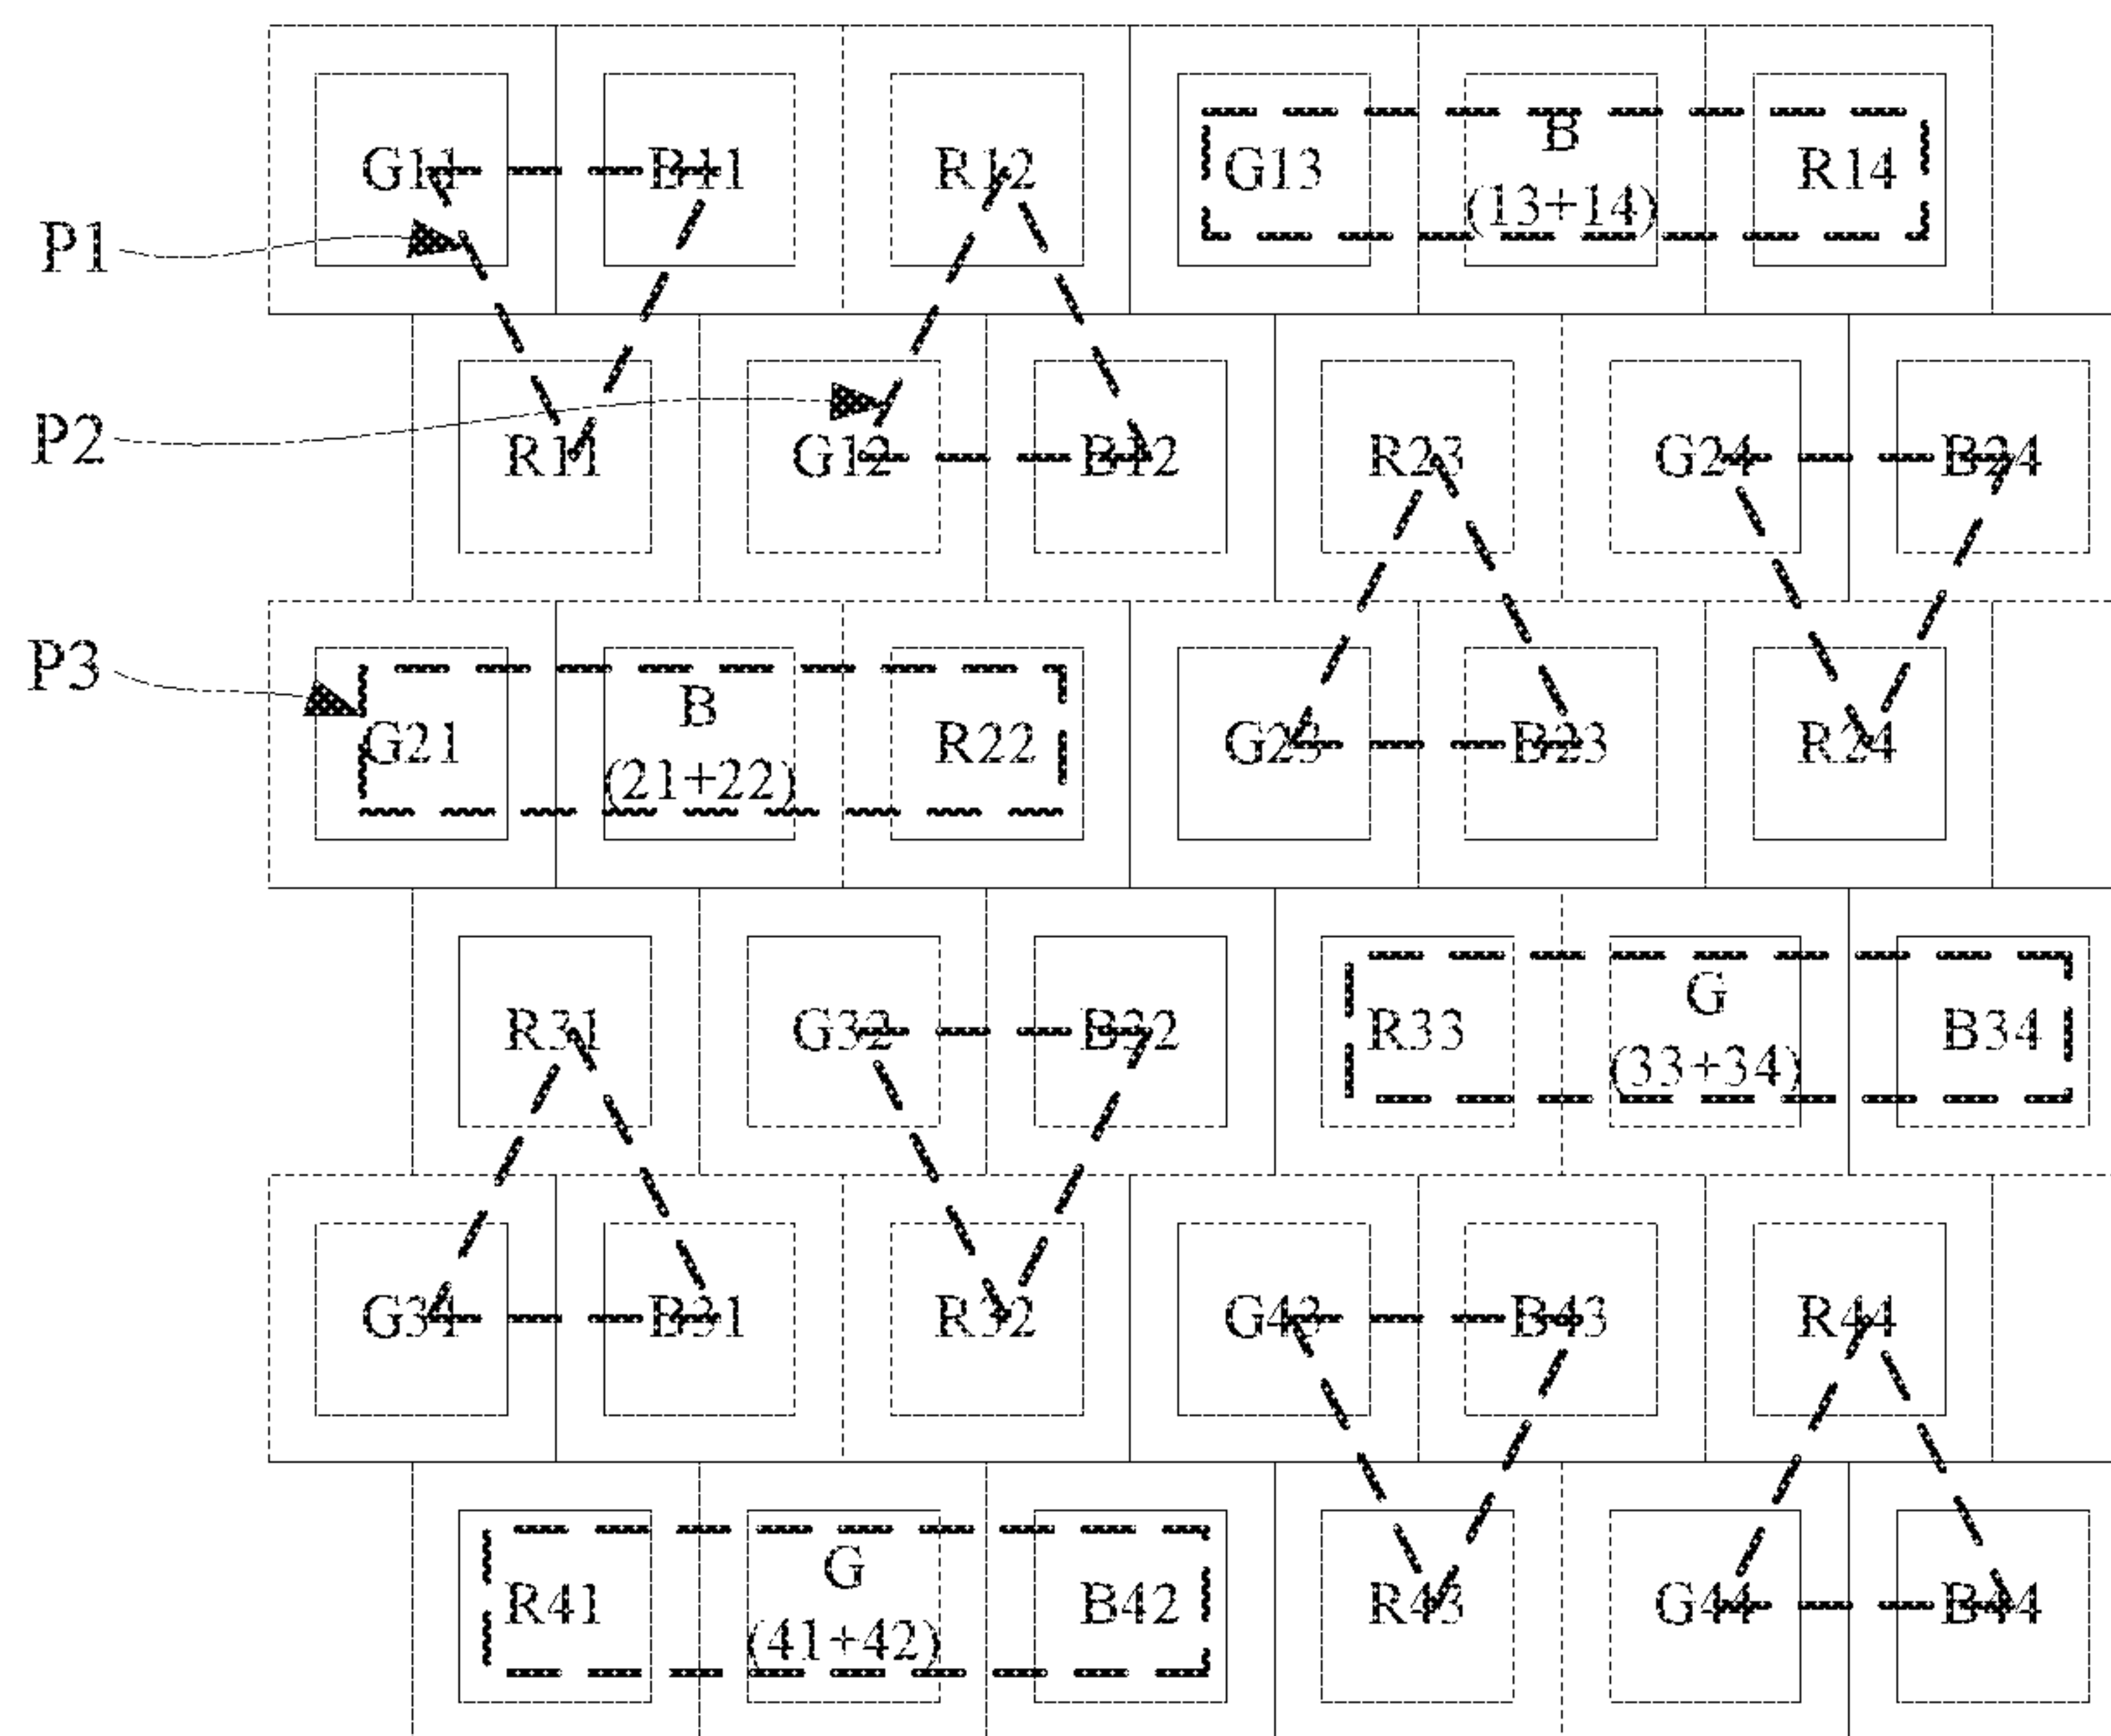 G11 B11 R12 G13 B R14
(13+14)
P1
P2
R11 G12 B12 R23 G24 B24
P3
G21 B R22 G23 B23 R24
(21+22)
R31 G32 B32 R33 G B34
(33+34)
G31 B31 R32 G43 B43 R44
R41 G B42 R43 G44 B44
(41+42)